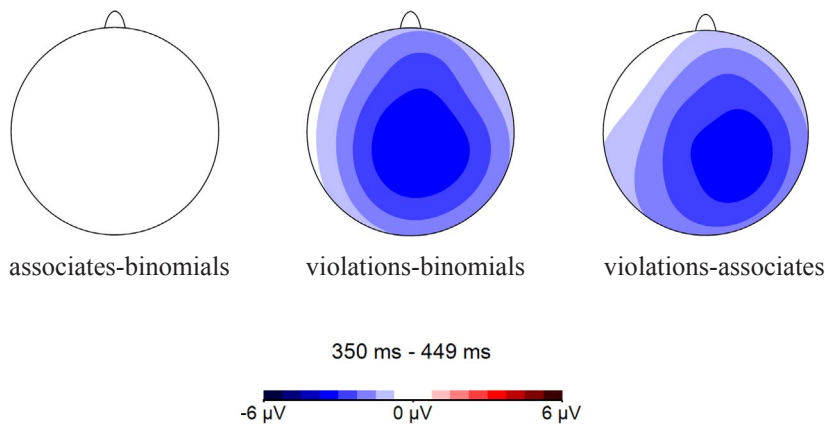 associates-binomials violations-binomials violations-associates
350 ms - 449 ms
-6 µV 0 µV 6 µV